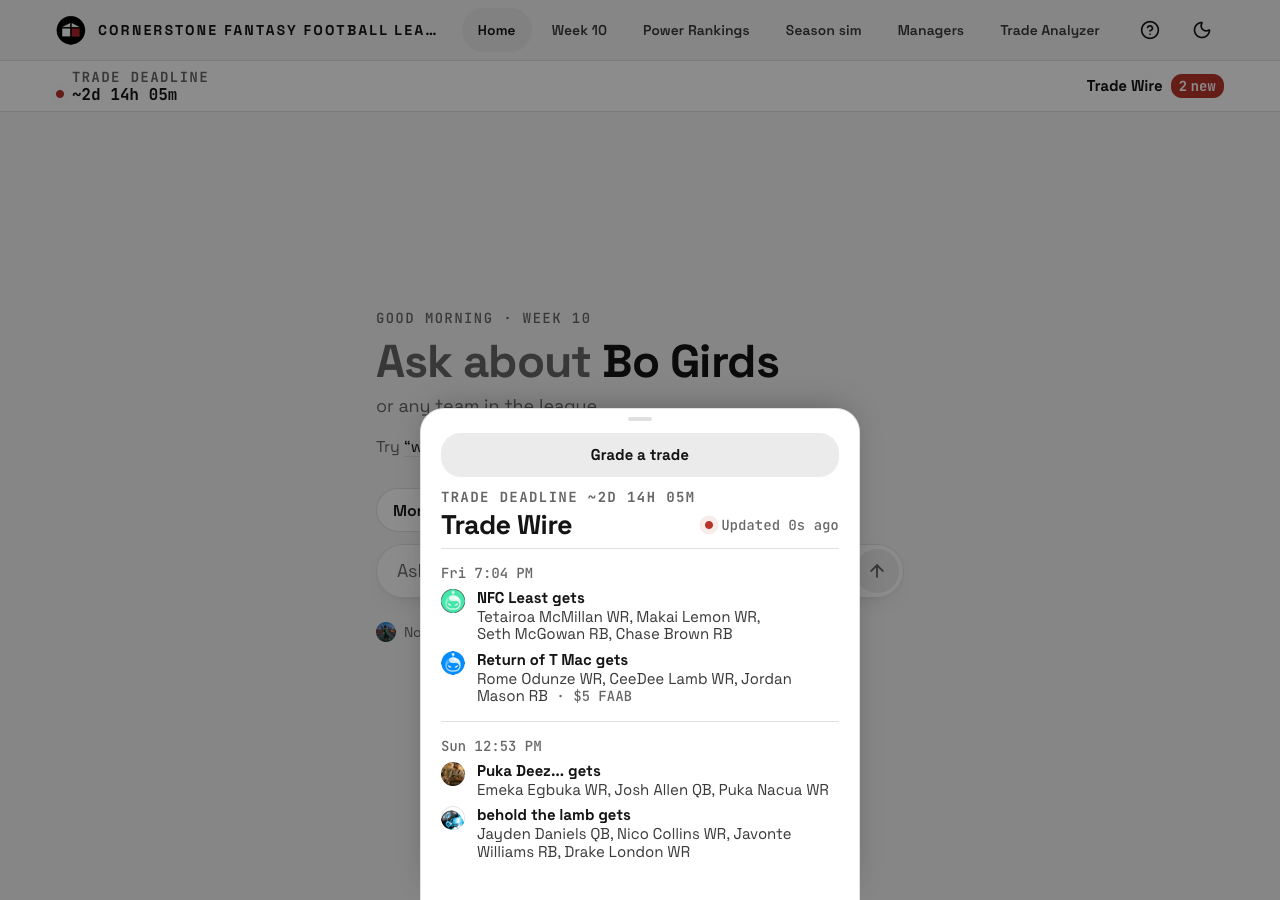 CORNERSTONE FANTASY FOOTBALL LEA...
Home
Week 10
Power Rankings
Season sim
Managers
Trade Analyzer
TRADE DEADLINE
~2d 14h 05m
Trade Wire
2 new
GOOD MORNING · WEEK 10
Ask about Bo Girds
or any team in the league
Try
Grade a trade
TRADE DEADLINE ~2D 14H 05M
Trade Wire
Updated 0s ago
Fri 7:04 PM
NFC Least gets
Tetairoa McMillan WR, Makai Lemon WR,
Seth McGowan RB, Chase Brown RB
Return of T Mac gets
Rome Odunze WR, CeeDee Lamb WR, Jordan
Mason RB · $5 FAAB
Sun 12:53 PM
Puka Deez... gets
Emeka Egbuka WR, Josh Allen QB, Puka Nacua WR
behold the lamb gets
Jayden Daniels QB, Nico Collins WR, Javonte
Williams RB, Drake London WR